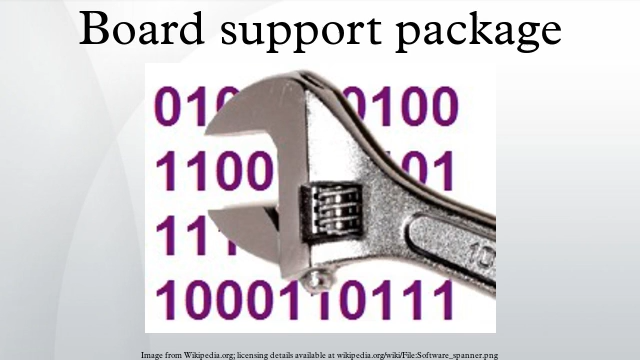 Board support package
010 0100
1100 01
111
1000110111
10
Image from Wikipedia.org; licensing details available at wikipedia.org/wiki/File:Software_spanner.png